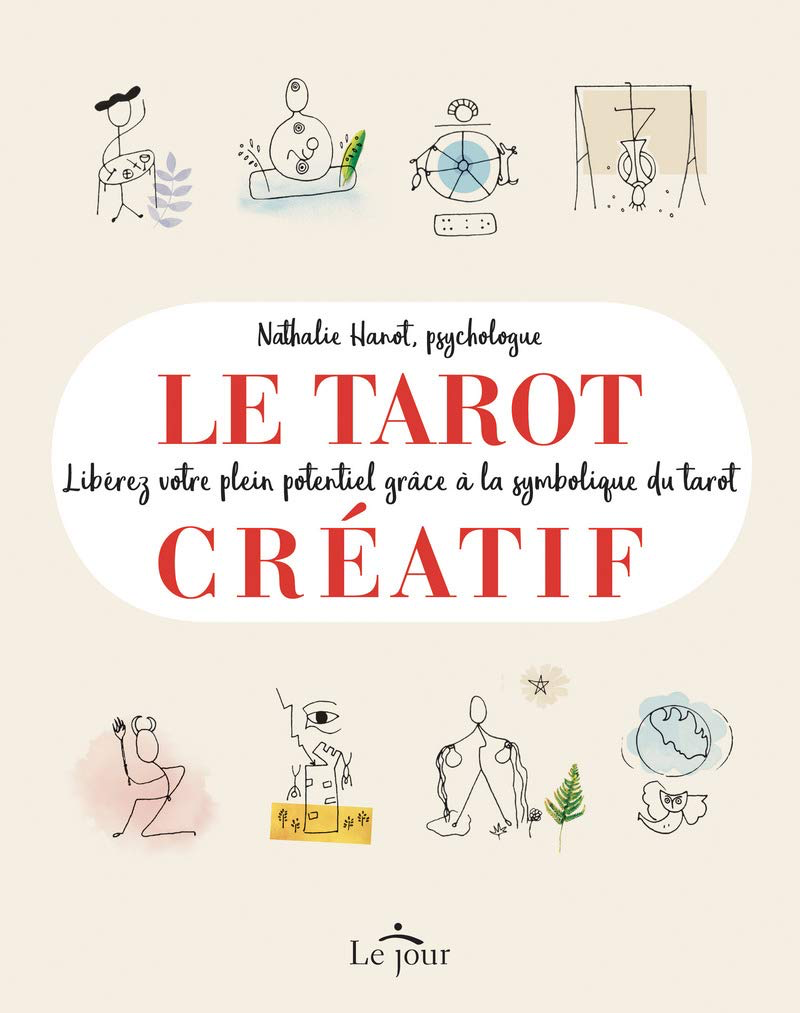 Nathalie Hanot, psychologue
LE TAROT
Libérez votre plein potentiel grâce à la symbolique du tarot
CRÉATIF
Le jour